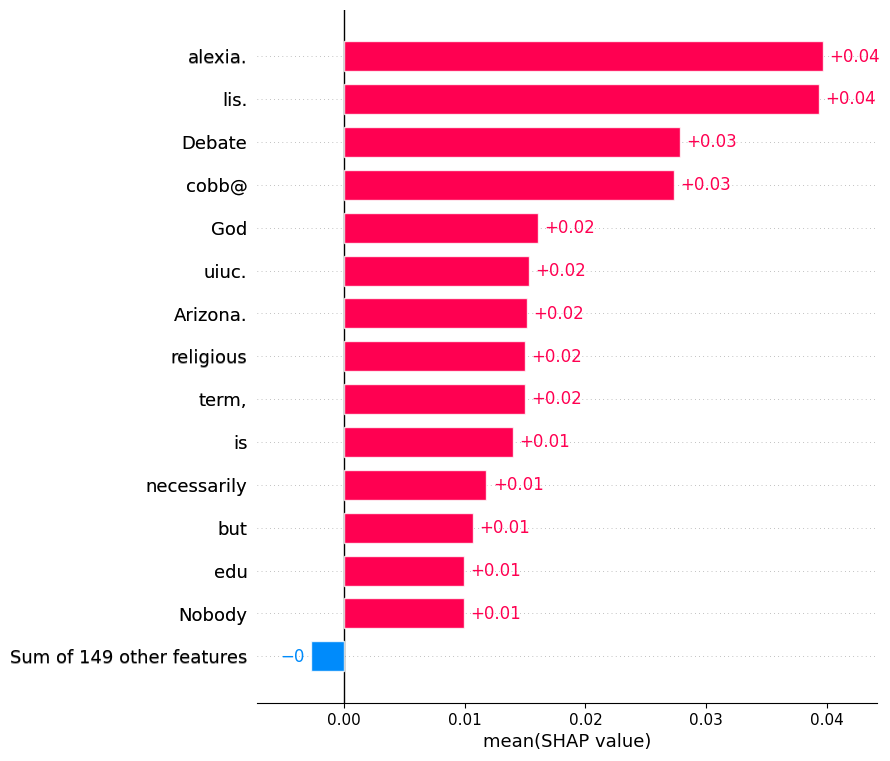 alexia. +0.04
lis. +0.04
Debate +0.03
cobb@ +0.03
God +0.02
uiuc. +0.02
Arizona. +0.02
religious +0.02
term, +0.02
is +0.01
necessarily +0.01
but +0.01
edu +0.01
Nobody +0.01
Sum of 149 other features −0
0.00 0.01 0.02 0.03 0.04
mean(SHAP value)